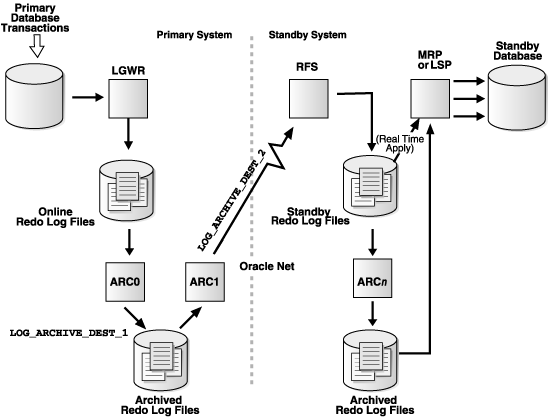 Primary
Database
Transactions
Primary System
Standby System
LGWR
RFS
MRP
or LSP
Standby
Database
(Real Time
Apply)
LOG_ARCHIVE_DEST_2
Online
Redo Log Files
Standby
Redo Log Files
Oracle Net
ARC0
ARC1
ARCn
LOG_ARCHIVE_DEST_1
Archived
Redo Log Files
Archived
Redo Log Files